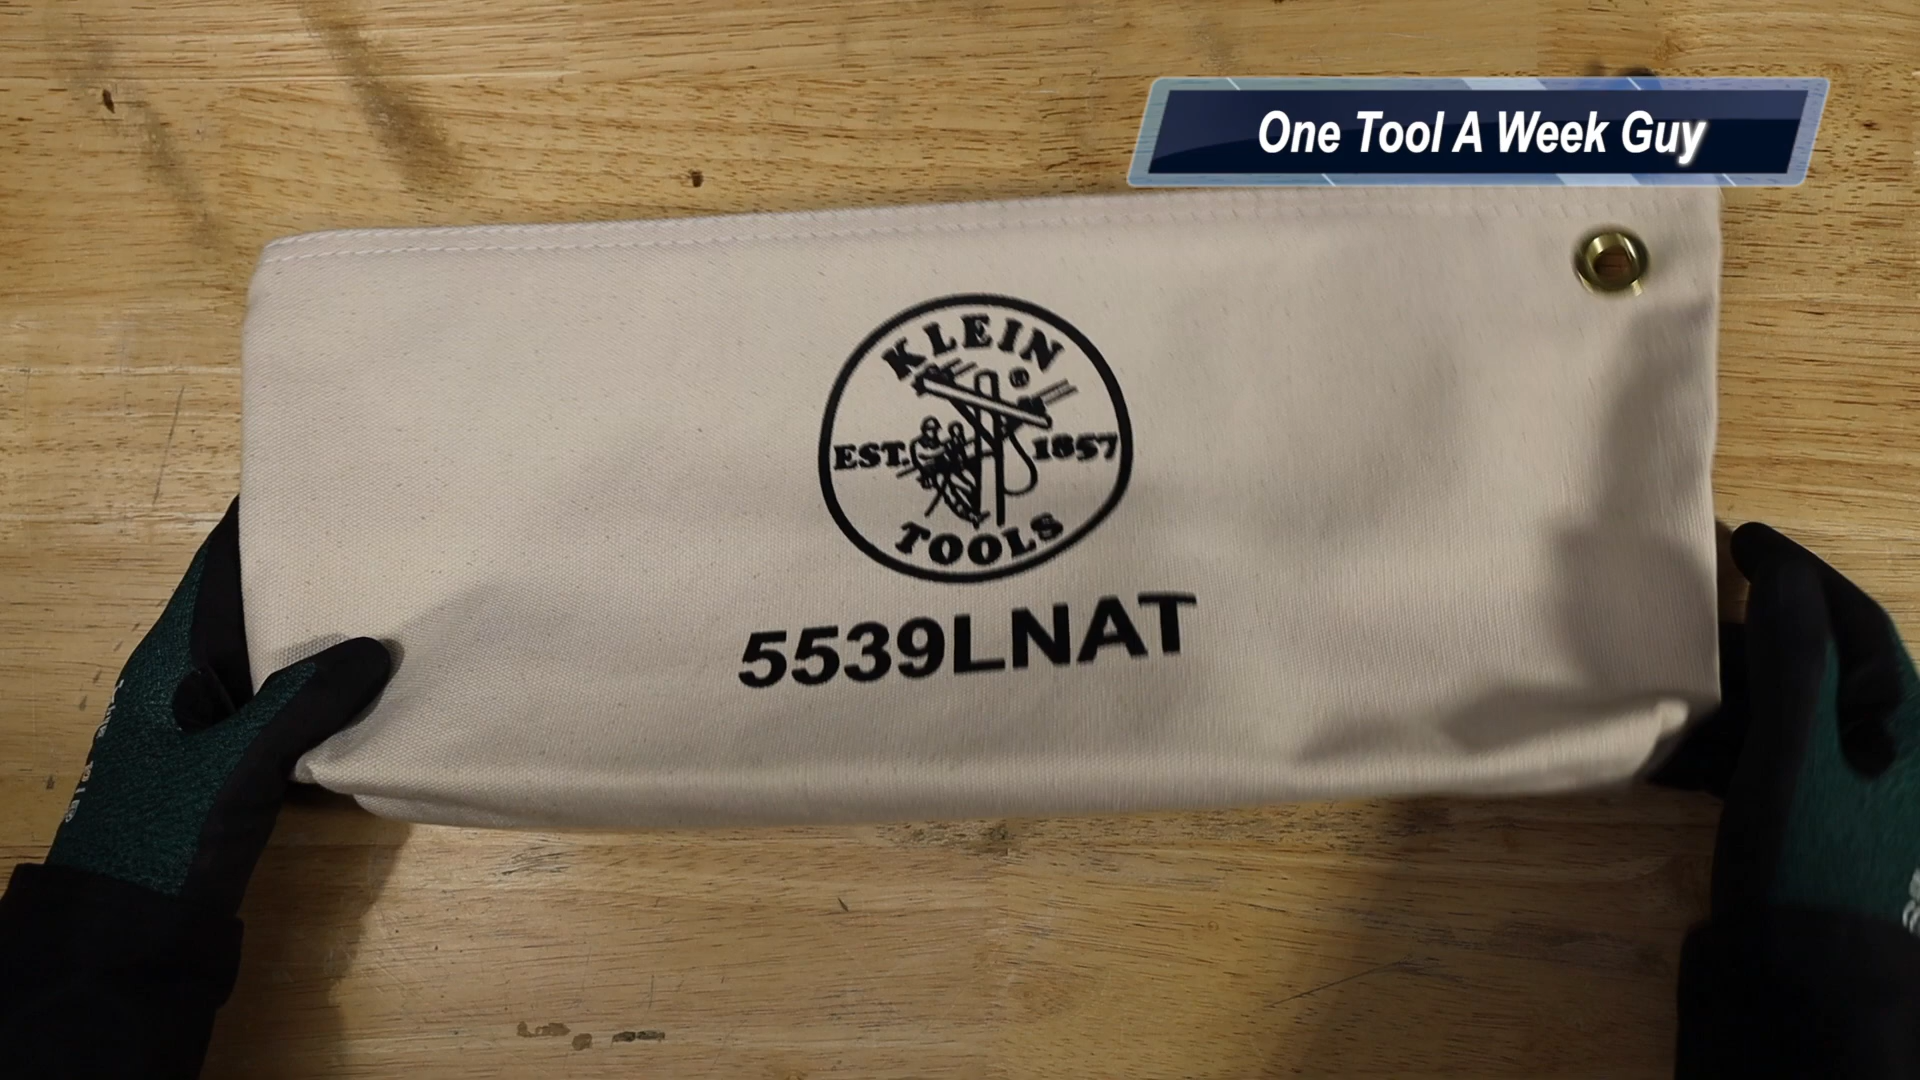 One Tool A Week Guy
KLEIN
®
EST. 1857
TOOLS
5539LNAT